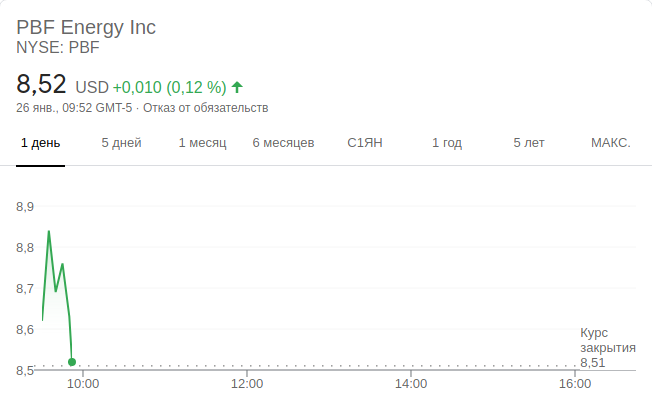 PBF Energy Inc
NYSE: PBF
8,52 USD +0,010 (0,12 %)
26 янв., 09:52 GMT-5 · Отказ от обязательств
1 день 5 дней 1 месяц 6 месяцев С1ЯН 1 год 5 лет МАКС.
8,9
8,8
8,7
8,6
8,5
Курс
закрытия
8,51
10:00 12:00 14:00 16:00